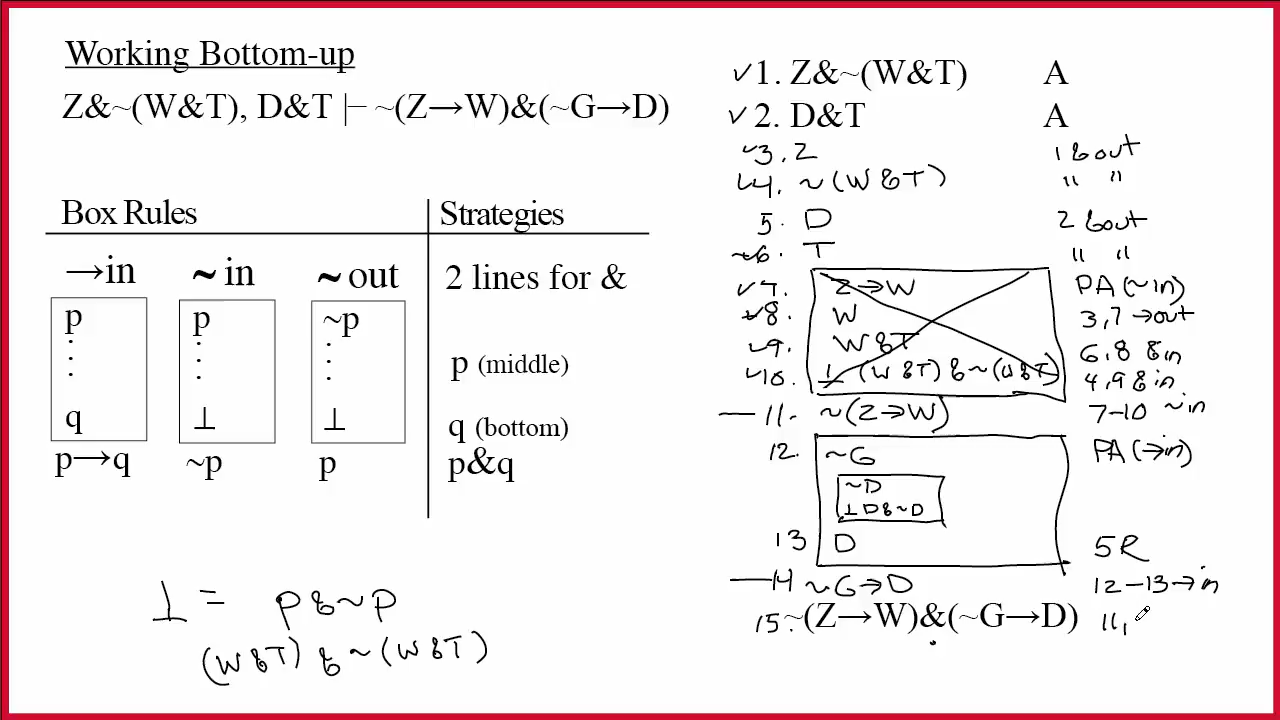 Working Bottom-up
Z&~(W&T), D&T |– ~(Z→W)&(~G→D)
Box Rules Strategies
→in ~in ~out 2 lines for &
p p ~p
⋮ ⋮ ⋮ p (middle)
q ⊥ ⊥ q (bottom)
p→q ~p p p&q
⊥ = p&~p
(W&T) & ~(W&T)
✓1. Z&~(W&T) A
✓2. D&T A
✓3. Z 1 &out
✓4. ~(W&T) " "
5. D 2 &out
✓6. T " "
✓7. Z→W PA(~in)
✓8. W 3,7 →out
✓9. W&T 6,8 &in
✓10. ⊥ (W&T) & ~(W&T) 4,9 &in
—11. ~(Z→W) 7-10 ~in
12. ~G PA(→in)
~D
⊥ D&~D
13 D 5R
—14 ~G→D 12-13→in
15. ~(Z→W)&(~G→D) 11,